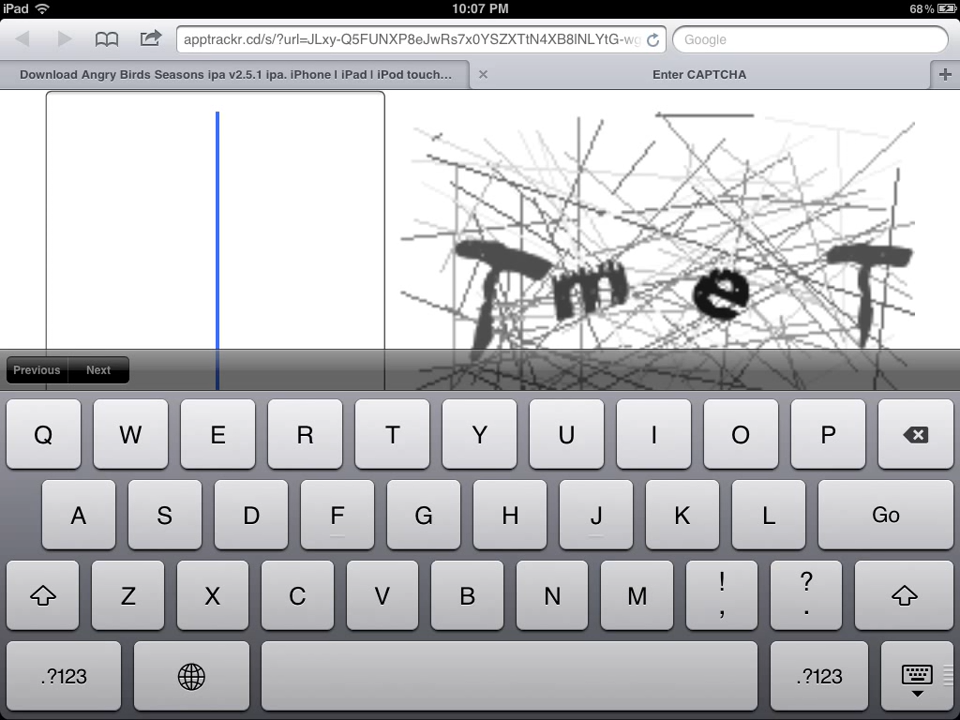 iPad 10:07 PM 68%
apptrackr.cd/s/?url=JLxy-Q5FUNXP8eJwRs7x0YSZXTtN4XB8lNLYtG-wg Google
Download Angry Birds Seasons ipa v2.5.1 ipa. iPhone | iPad | iPod touch... Enter CAPTCHA
T m e T
Previous Next
Q W E R T Y U I O P
A S D F G H J K L Go
Z X C V B N M ! , ? .
.?123 .?123